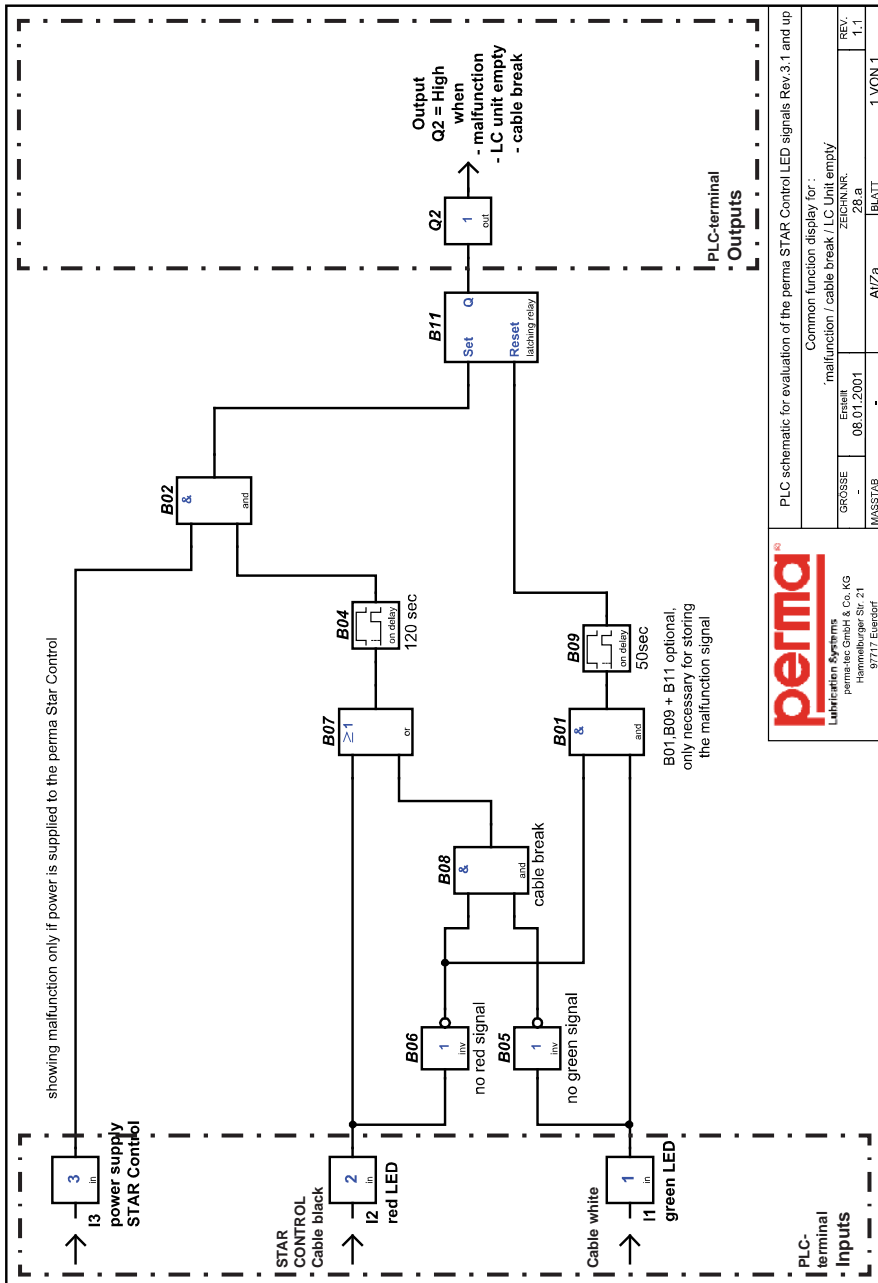 showing malfunction only if power is supplied to the perma Star Control
3
in
I3
power supply
STAR Control
B02
&
and
Output
Q2 = High
when
- malfunction
- LC unit empty
- cable break
Q2
1
out
B11
Set
Q
Reset
latching relay
PLC-terminal
Outputs
STAR
CONTROL
Cable black
2
in
I2
red LED
B07
≥1
or
B04
on delay
120 sec
B06
1
inv
no red signal
B05
1
inv
no green signal
B08
&
and
cable break
Cable white
1
in
I1
green LED
B01
&
and
B09
on delay
50sec
B01,B09 + B11 optional,
only necessary for storing
the malfunction signal
PLC-
terminal
Inputs
perma®
Lubrication Systems
perma-tec GmbH & Co. KG
Hammelburger Str. 21
97717 Euerdorf
PLC schematic for evaluation of the perma STAR Control LED signals Rev.3.1 and up
Common function display for :
´malfunction / cable break / LC Unit empty´
GRÖSSE
-
Erstellt
08.01.2001
ZEICHN.NR.
28.a
REV.
1.1
MASSTAB
-
At/Za
BLATT
1 VON 1